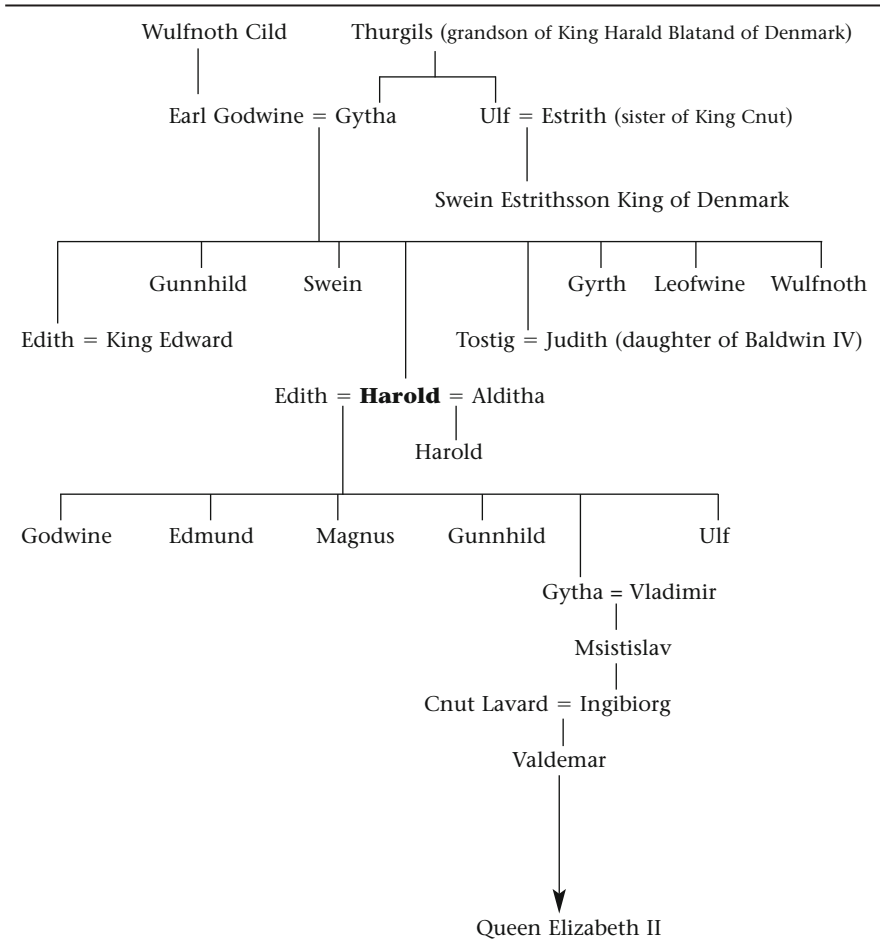 Wulfnoth Cild Thurgils (grandson of King Harald Blatand of Denmark)
Earl Godwine = Gytha Ulf = Estrith (sister of King Cnut)
Swein Estrithsson King of Denmark
Gunnhild Swein Gyrth Leofwine Wulfnoth
Edith = King Edward Tostig = Judith (daughter of Baldwin IV)
Edith = Harold = Alditha
Harold
Godwine Edmund Magnus Gunnhild Ulf
Gytha = Vladimir
Msistislav
Cnut Lavard = Ingibiorg
Valdemar
Queen Elizabeth II